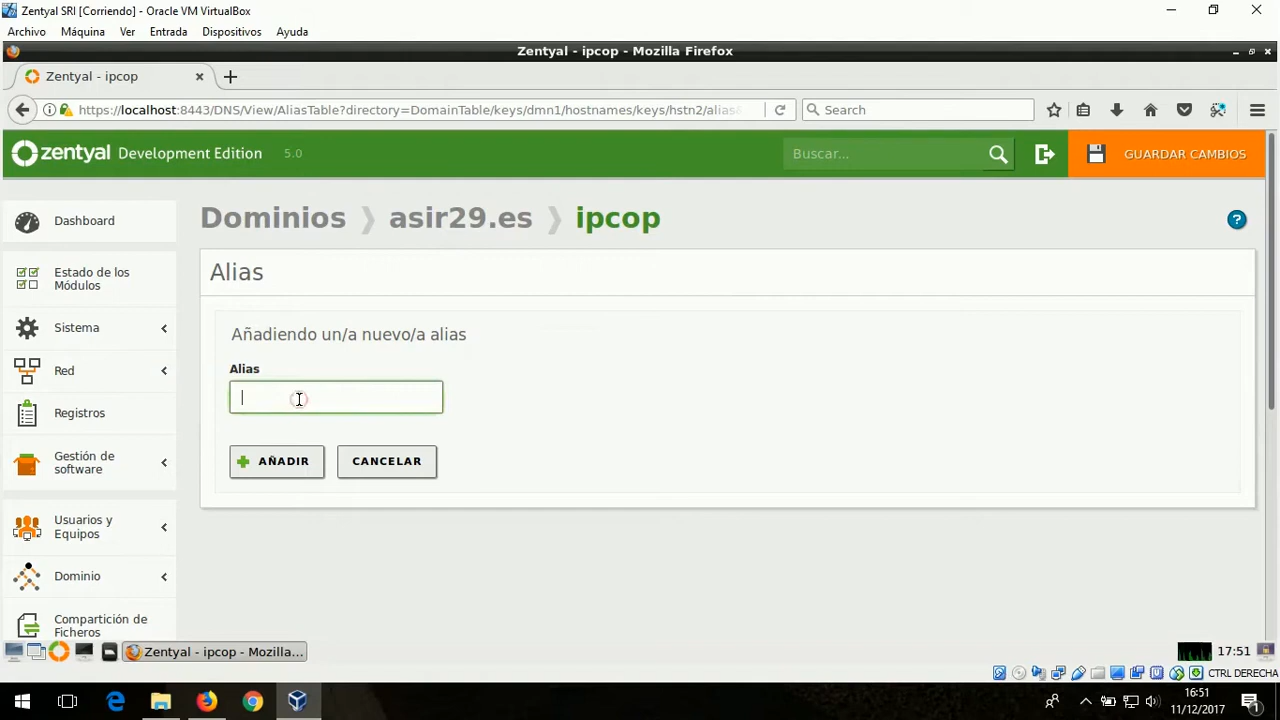 Zentyal SRI [Corriendo] - Oracle VM VirtualBox
Archivo Máquina Ver Entrada Dispositivos Ayuda
Zentyal - ipcop - Mozilla Firefox
Zentyal - ipcop
https://localhost:8443/DNS/View/AliasTable?directory=DomainTable/keys/dmn1/hostnames/keys/hstn2/alias
Search
zentyal Development Edition 5.0
Buscar...
GUARDAR CAMBIOS
Dashboard
Estado de los
Módulos
Sistema
Red
Registros
Gestión de
software
Usuarios y
Equipos
Dominio
Compartición de
Ficheros
Dominios asir29.es ipcop
?
Alias
Añadiendo un/a nuevo/a alias
Alias
AÑADIR
CANCELAR
Zentyal - ipcop - Mozilla...
17:51
CTRL DERECHA
16:51
11/12/2017